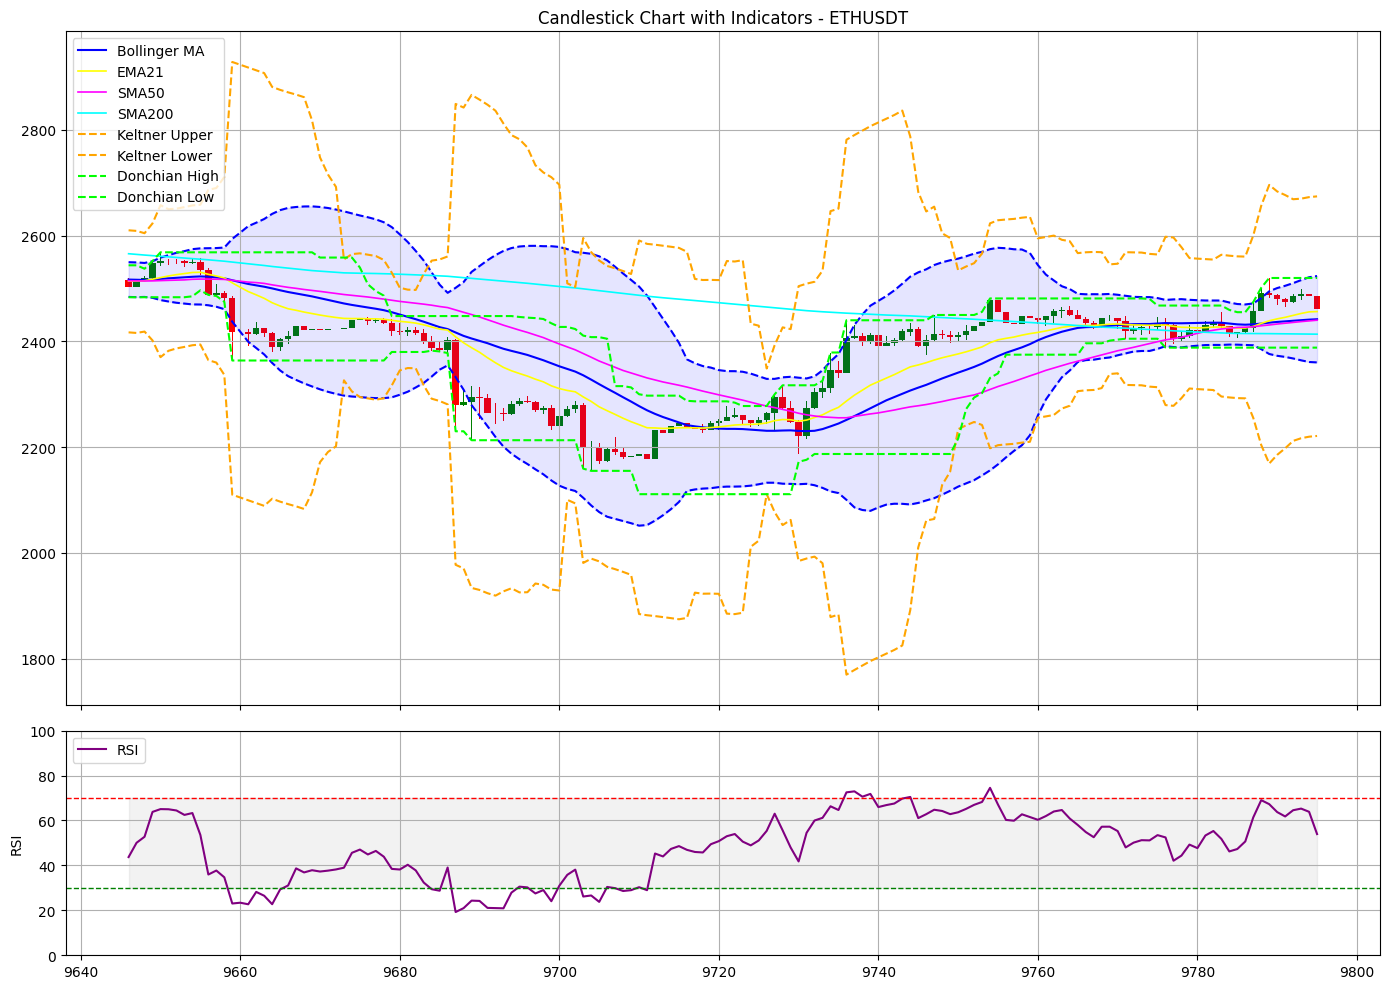 Candlestick Chart with Indicators - ETHUSDT
Bollinger MA
EMA21
SMA50
SMA200
Keltner Upper
Keltner Lower
Donchian High
Donchian Low
2800
2600
2400
2200
2000
1800
RSI
100
80
60
40
20
0
RSI
9640
9660
9680
9700
9720
9740
9760
9780
9800